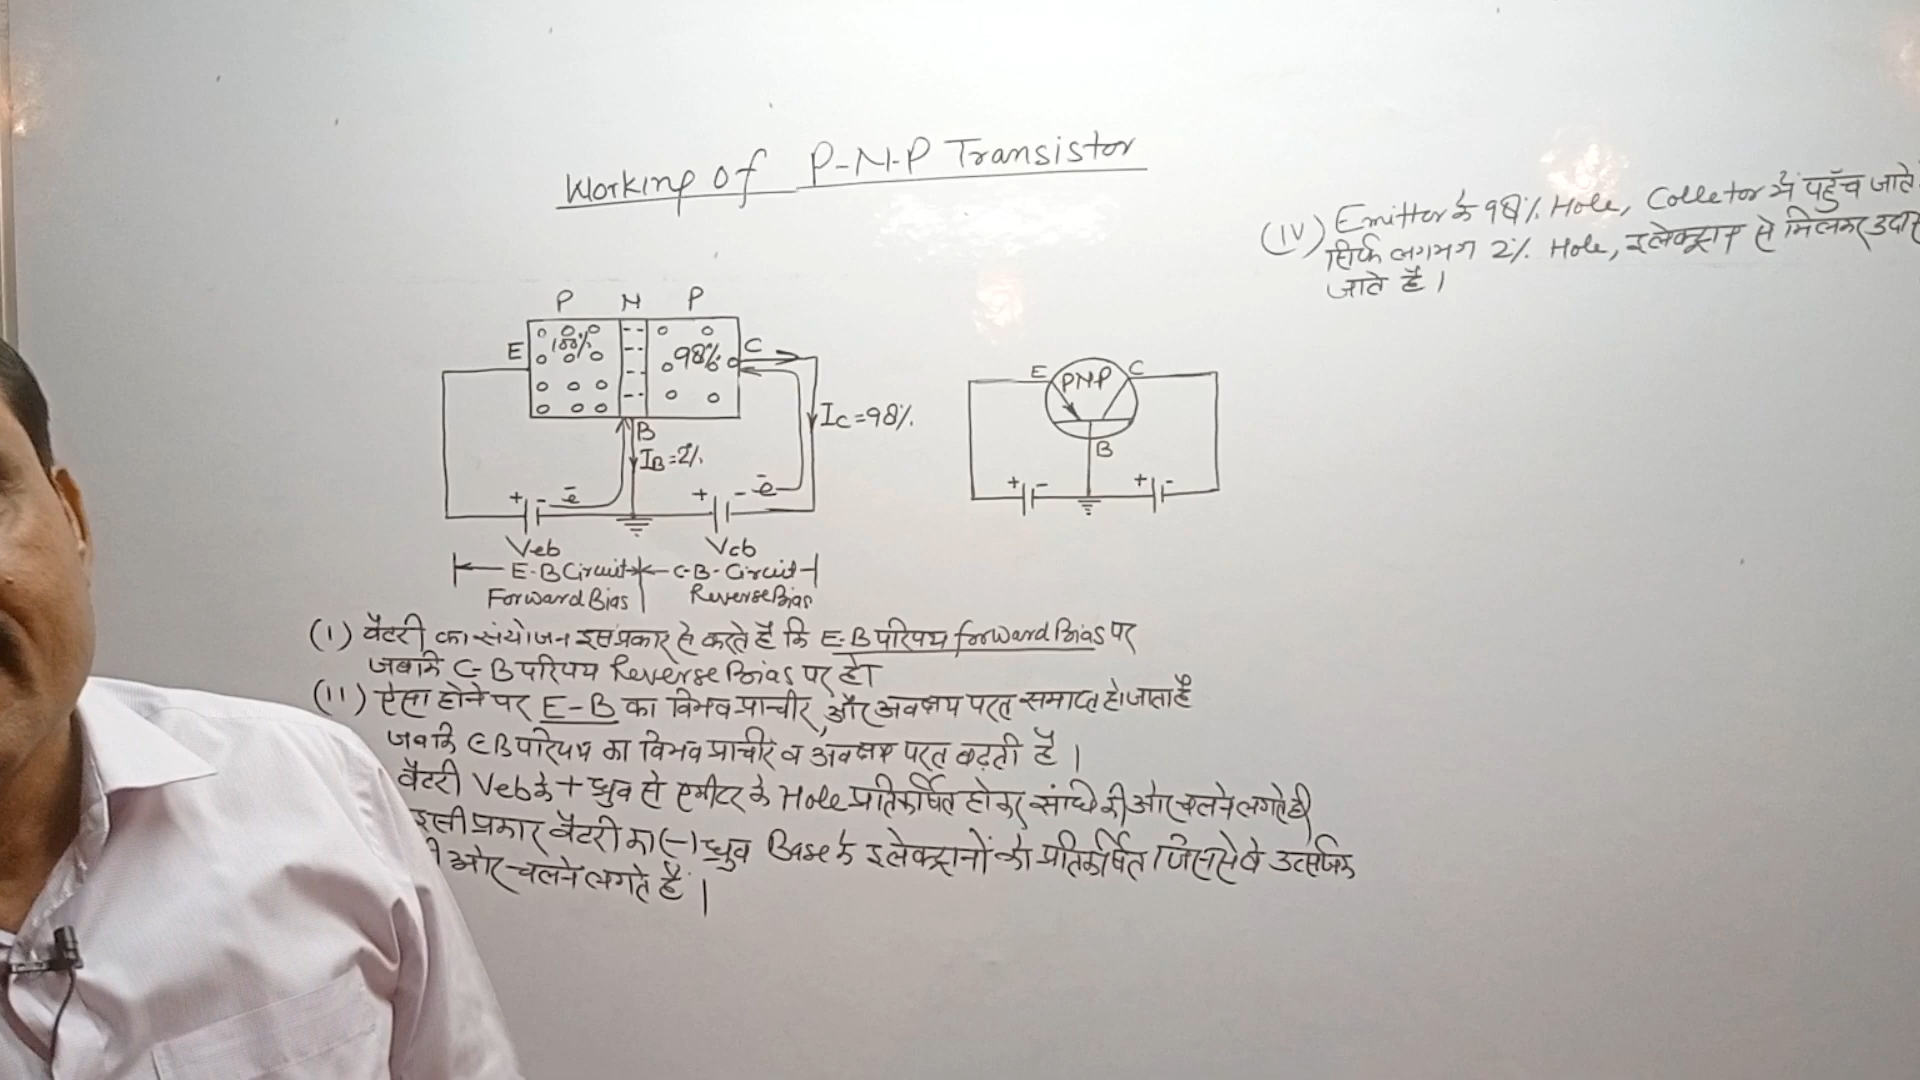 Working of P-N-P Transistor
(IV) Emitter के 98% Hole, Colletor में पहुँच जाते
सिर्फ लगभग 2% Hole, इलेक्ट्रान से मिलकर
जाते है।
P N P
E 100% 98% C
B
IB=2%
IC=98%
+ - e + - e
Veb Vcb
E-B Circuit C-B-Circuit
Forward Bias Reverse Bias
E PNP C
B
+ - + -
(I) बैटरी का संयोजन इस प्रकार से करते है कि E-B परिपथ forward Bias पर
जबकि C-B परिपथ Reverse Bias पर हो
(II) ऐसा होने पर E-B का विभव प्राचीर, और अवक्षय परत समाप्त हो जाता है
जबकि CB परिपथ का विभव प्राचीर व अवक्षय परत बढ़ती है।
बैटरी Veb के + ध्रुव से एमीटर के Hole प्रतिकर्षित होकर संधि की ओर चलने लगते है
इसी प्रकार बैटरी का (-) ध्रुव Base के इलेक्ट्रानों को प्रतिकर्षित जिससे वे उत्सर्जक
ओर चलने लगते है।